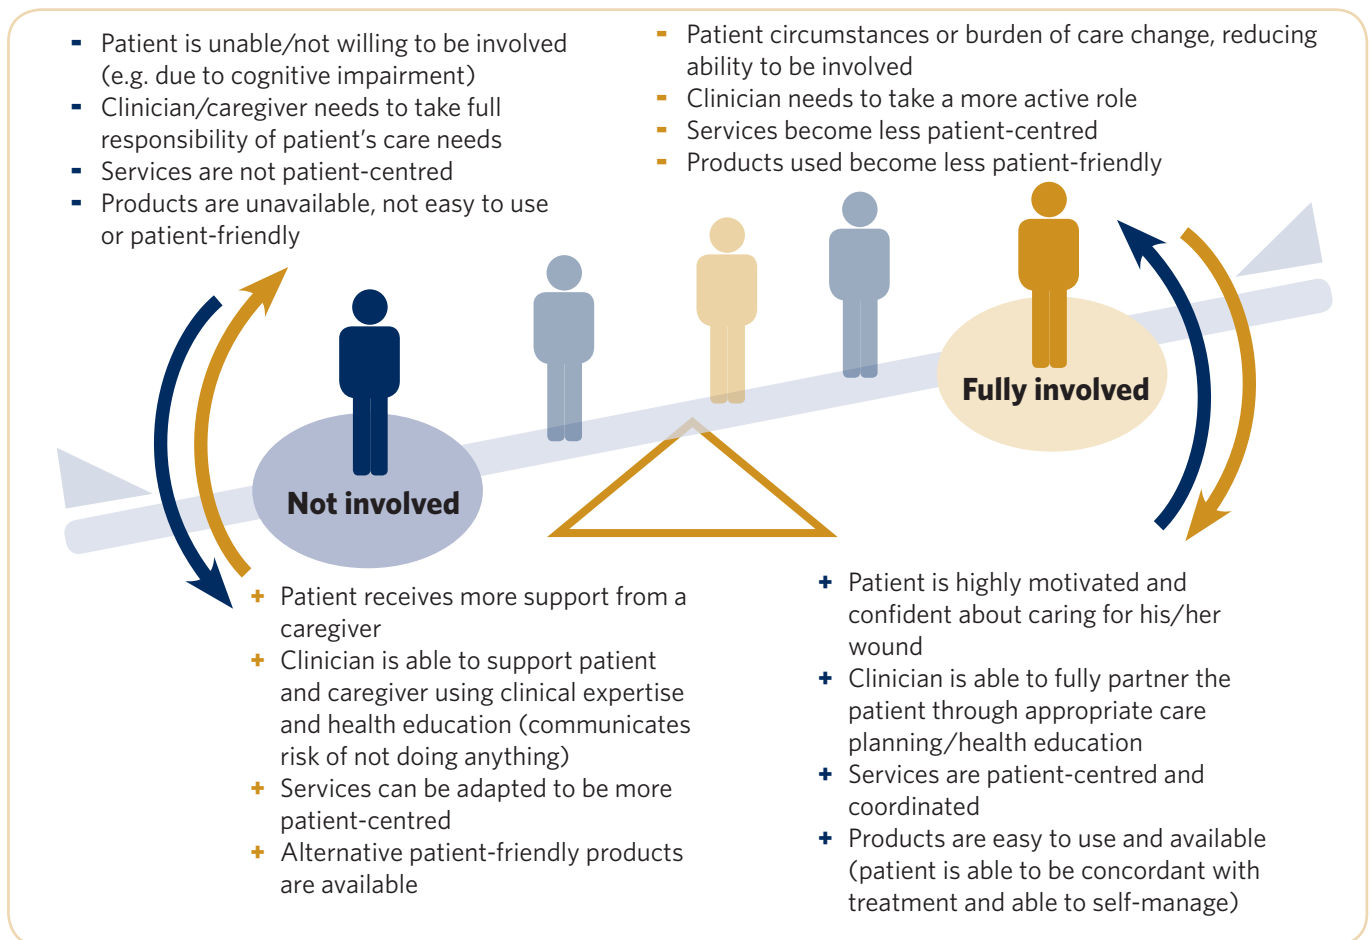 - Patient is unable/not willing to be involved
(e.g. due to cognitive impairment)
- Clinician/caregiver needs to take full
responsibility of patient's care needs
- Services are not patient-centred
- Products are unavailable, not easy to use
or patient-friendly
- Patient circumstances or burden of care change, reducing
ability to be involved
- Clinician needs to take a more active role
- Services become less patient-centred
- Products used become less patient-friendly
Not involved
Fully involved
+ Patient receives more support from a
caregiver
+ Clinician is able to support patient
and caregiver using clinical expertise
and health education (communicates
risk of not doing anything)
+ Services can be adapted to be more
patient-centred
+ Alternative patient-friendly products
are available
+ Patient is highly motivated and
confident about caring for his/her
wound
+ Clinician is able to fully partner the
patient through appropriate care
planning/health education
+ Services are patient-centred and
coordinated
+ Products are easy to use and available
(patient is able to be concordant with
treatment and able to self-manage)